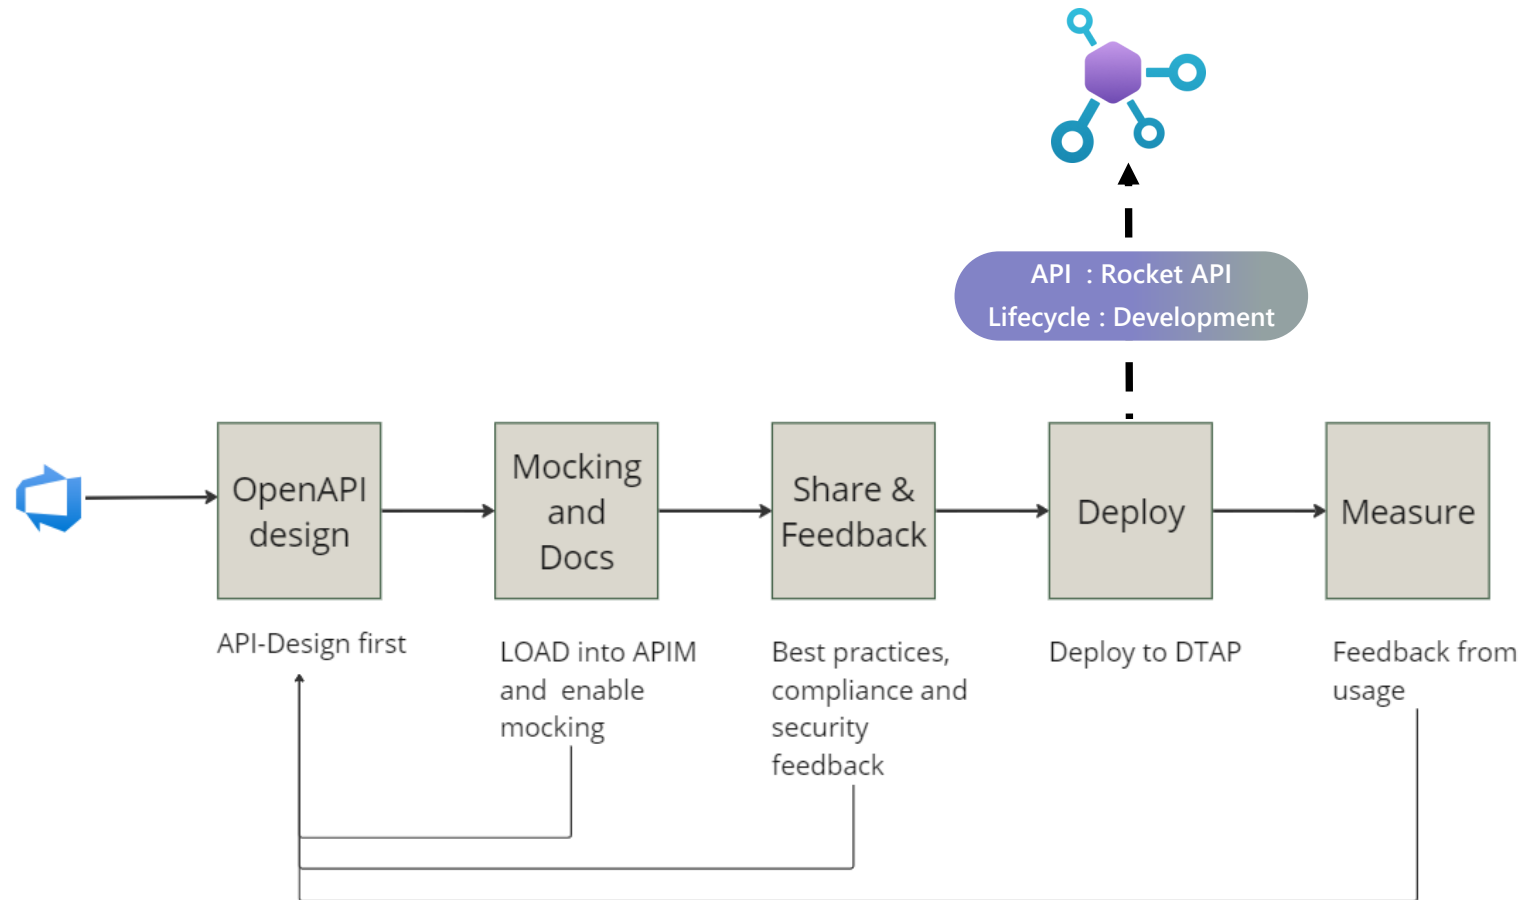 API : Rocket API
Lifecycle : Development
OpenAPI
design
Mocking
and
Docs
Share &
Feedback
Deploy
Measure
API-Design first
LOAD into APIM
and enable
mocking
Best practices,
compliance and
security
feedback
Deploy to DTAP
Feedback from
usage